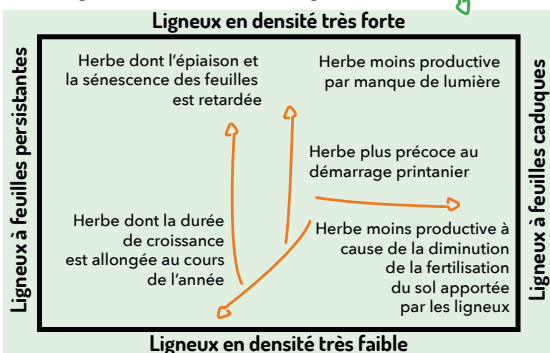 Ligneux en densité très forte
Ligneux à feuilles persistantes
Herbe dont l'épiaison et
la sénescence des feuilles
est retardée
Herbe moins productive
par manque de lumière
Herbe plus précoce au
démarrage printanier
Herbe dont la durée
de croissance
est allongée au cours
de l'année
Herbe moins productive à
cause de la diminution
de la fertilisation
du sol apportée
par les ligneux
Ligneux à feuilles caduques
Ligneux en densité très faible